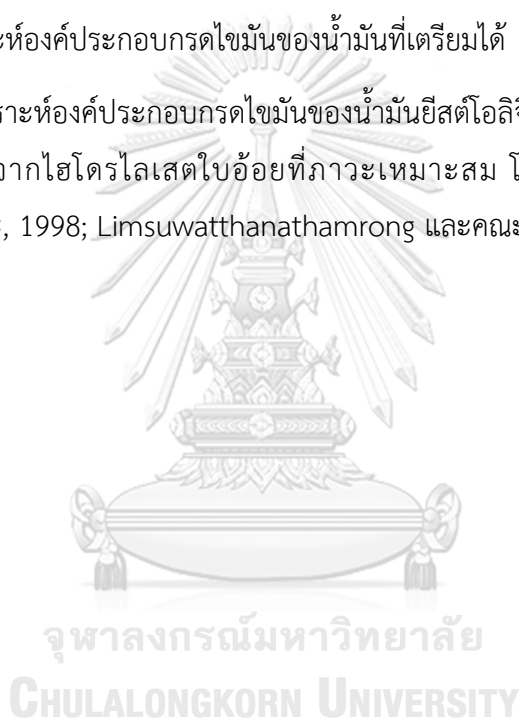 ะห์องค์ประกอบกรดไขมันของน้ำมันที่เตรียมได้
ราะห์องค์ประกอบกรดไขมันของน้ำมันยีสต์โอลิจิ
จากไฮโดรไลเสตใบอ้อยที่ภาวะเหมาะสม โ
ะ, 1998; Limsuwatthanathamrong และคณะ
จุฬาลงกรณ์มหาวิทยาลัย
CHULALONGKORN UNIVERSITY